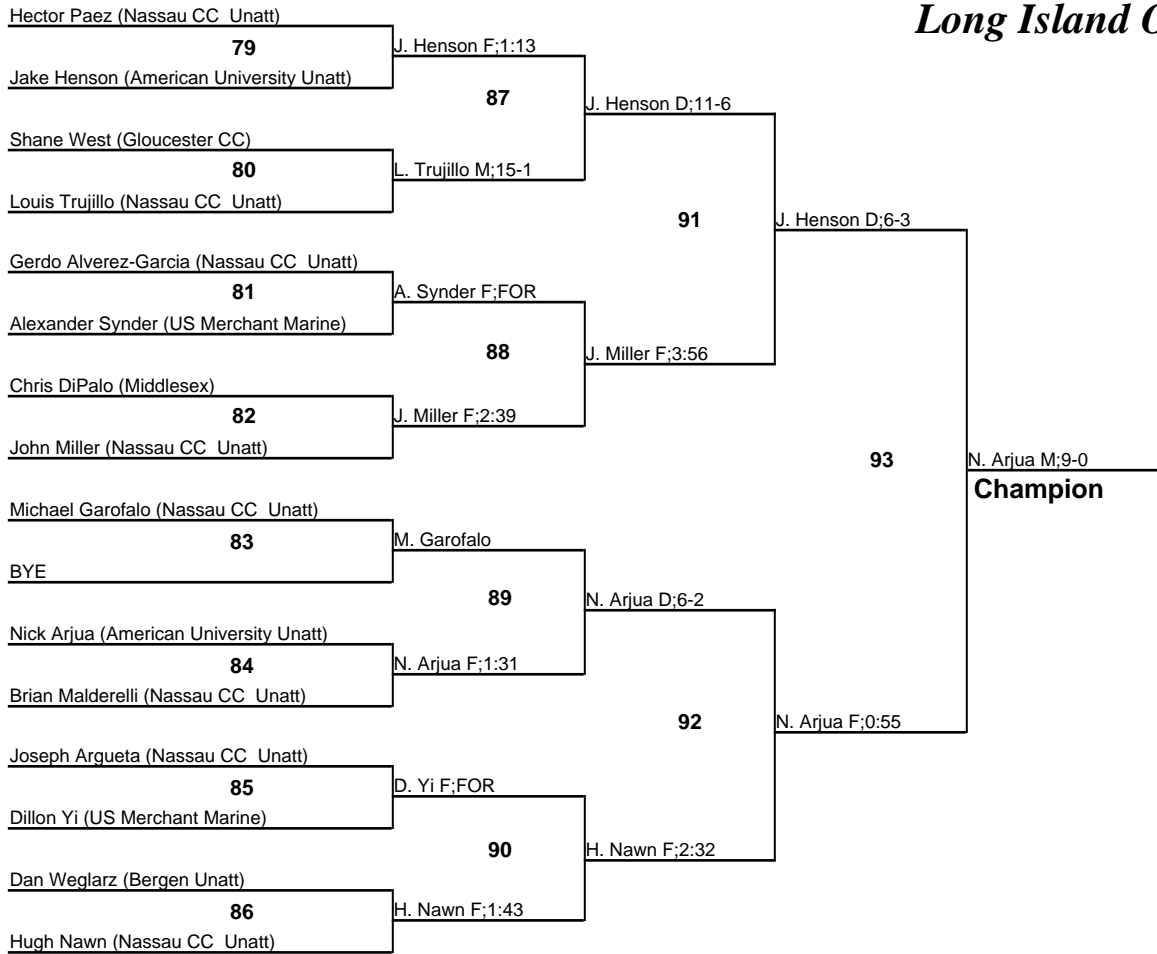 Long Island
Hector Paez (Nassau CC  Unatt)
79
J. Henson F;1:13
Jake Henson (American University Unatt)
87
J. Henson D;11-6
Shane West (Gloucester CC)
80
L. Trujillo M;15-1
Louis Trujillo (Nassau CC  Unatt)
91
J. Henson D;6-3
Gerdo Alverez-Garcia (Nassau CC  Unatt)
81
A. Synder F;FOR
Alexander Synder (US Merchant Marine)
88
J. Miller F;3:56
Chris DiPalo (Middlesex)
82
J. Miller F;2:39
John Miller (Nassau CC  Unatt)
93
N. Arjua M;9-0
Champion
Michael Garofalo (Nassau CC  Unatt)
83
M. Garofalo
BYE
89
N. Arjua D;6-2
Nick Arjua (American University Unatt)
84
N. Arjua F;1:31
Brian Malderelli (Nassau CC  Unatt)
92
N. Arjua F;0:55
Joseph Argueta (Nassau CC  Unatt)
85
D. Yi F;FOR
Dillon Yi (US Merchant Marine)
90
H. Nawn F;2:32
Dan Weglarz (Bergen Unatt)
86
H. Nawn F;1:43
Hugh Nawn (Nassau CC  Unatt)